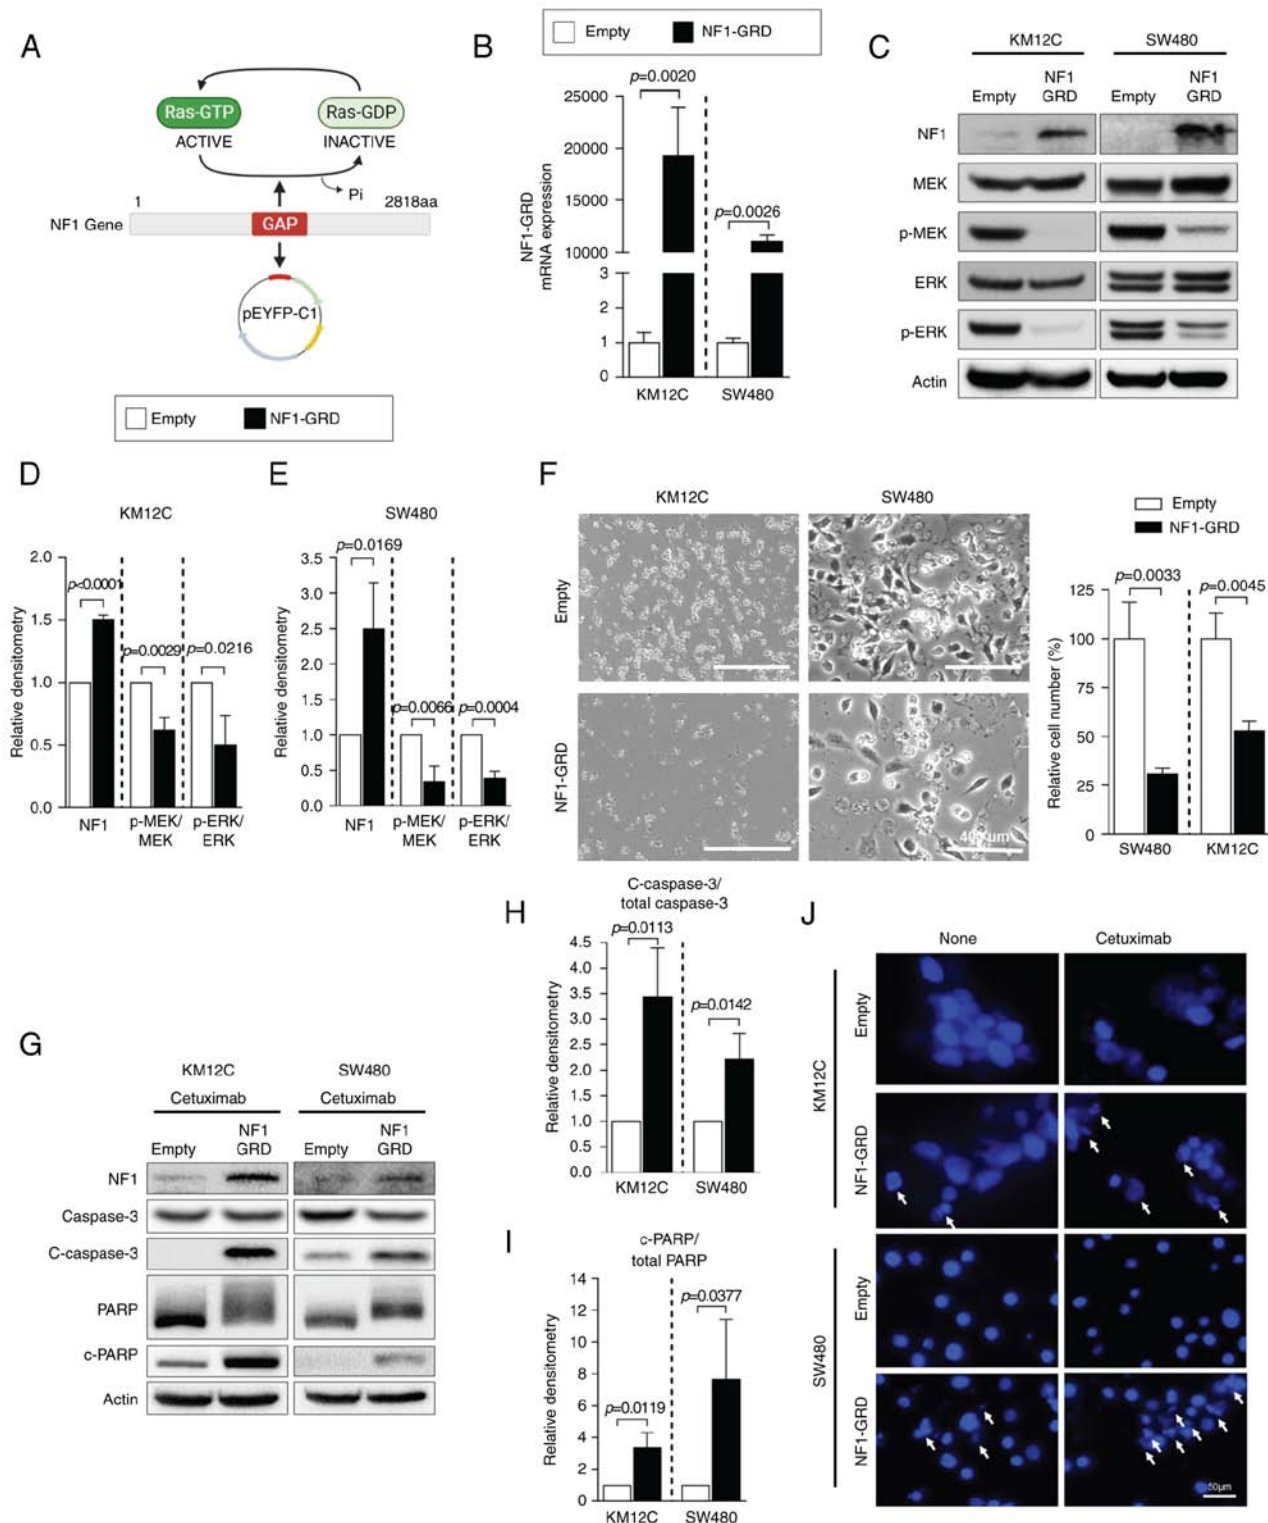 A
Ras-GTP
ACTIVE
Ras-GDP
INACTIVE
Pi
1
2818aa
NF1 Gene
GAP
pEYFP-C1
Empty NF1-GRD
B
Empty NF1-GRD
NF1-GRD
mRNA expression
p=0.0020
p=0.0026
25000
20000
15000
10000
3
2
1
0
KM12C SW480
C
KM12C SW480
Empty NF1 GRD Empty NF1 GRD
NF1
MEK
p-MEK
ERK
p-ERK
Actin
D
KM12C
Relative densitometry
2.0
1.5
1.0
0.5
0.0
p<0.0001
p=0.0029
p=0.0216
NF1 p-MEK/ MEK p-ERK/ ERK
E
SW480
Relative densitometry
3.5
3.0
2.5
2.0
1.5
1.0
0.5
0.0
p=0.0169
p=0.0066
p=0.0004
NF1 p-MEK/ MEK p-ERK/ ERK
F
KM12C SW480
Empty
NF1-GRD
400 um
Empty
NF1-GRD
Relative cell number (%)
125
100
75
50
25
0
p=0.0033
p=0.0045
SW480 KM12C
G
KM12C SW480
Cetuximab Cetuximab
Empty NF1 GRD Empty NF1 GRD
NF1
Caspase-3
C-caspase-3
PARP
c-PARP
Actin
H
C-caspase-3/
total caspase-3
Relative densitometry
4.5
4.0
3.5
3.0
2.5
2.0
1.5
1.0
0.5
0.0
p=0.0113
p=0.0142
KM12C SW480
I
c-PARP/
total PARP
Relative densitometry
14
12
10
8
6
4
2
0
p=0.0119
p=0.0377
KM12C SW480
J
None Cetuximab
KM12C
Empty
NF1-GRD
SW480
Empty
NF1-GRD
50µm